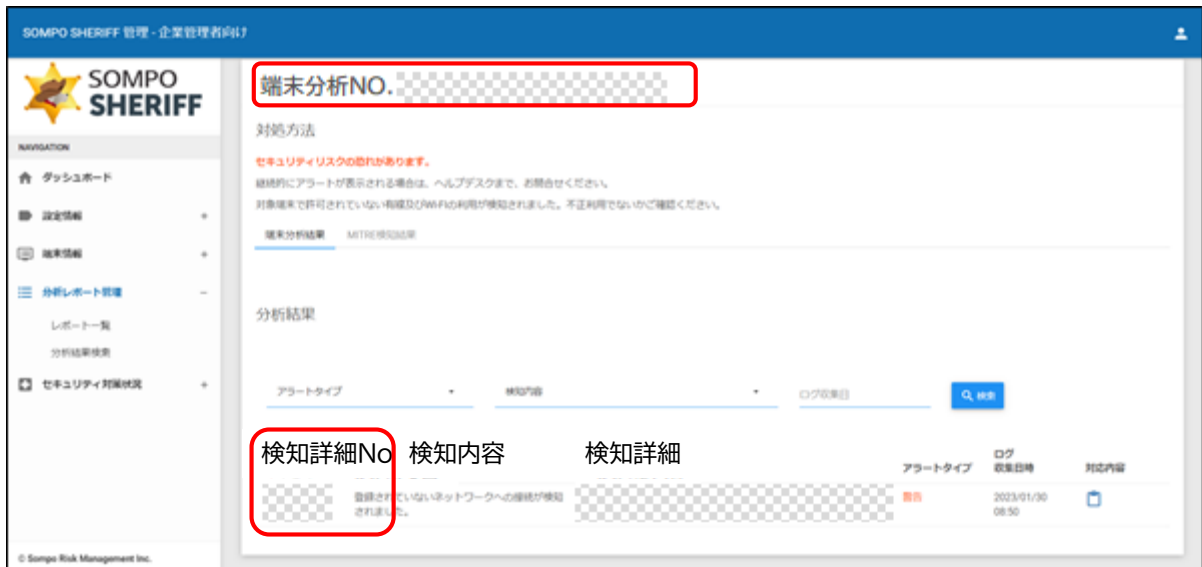 SOMPO SHERIFF 管理 - 企業管理者向け
SOMPO
SHERIFF
NAVIGATION
ダッシュボード
設定情報 +
端末情報 +
分析レポート管理 −
レポート一覧
分析結果検索
セキュリティ対策状況 +
© Sompo Risk Management Inc.
端末分析NO.
対処方法
セキュリティリスクの恐れがあります。
継続的にアラートが表示される場合は、ヘルプデスクまで、お問合せください。
対象端末で許可されていない有線及びWi-Fiの利用が検知されました。不正利用でないかご確認ください。
端末分析結果 MITRE検知結果
分析結果
アラートタイプ 検知内容 ログ収集日 検索
検知詳細No 検知内容 検知詳細 アラートタイプ ログ
収集日時 対応内容
登録されていないネットワークへの接続が検知 警告 2023/01/30
されました。 08:50